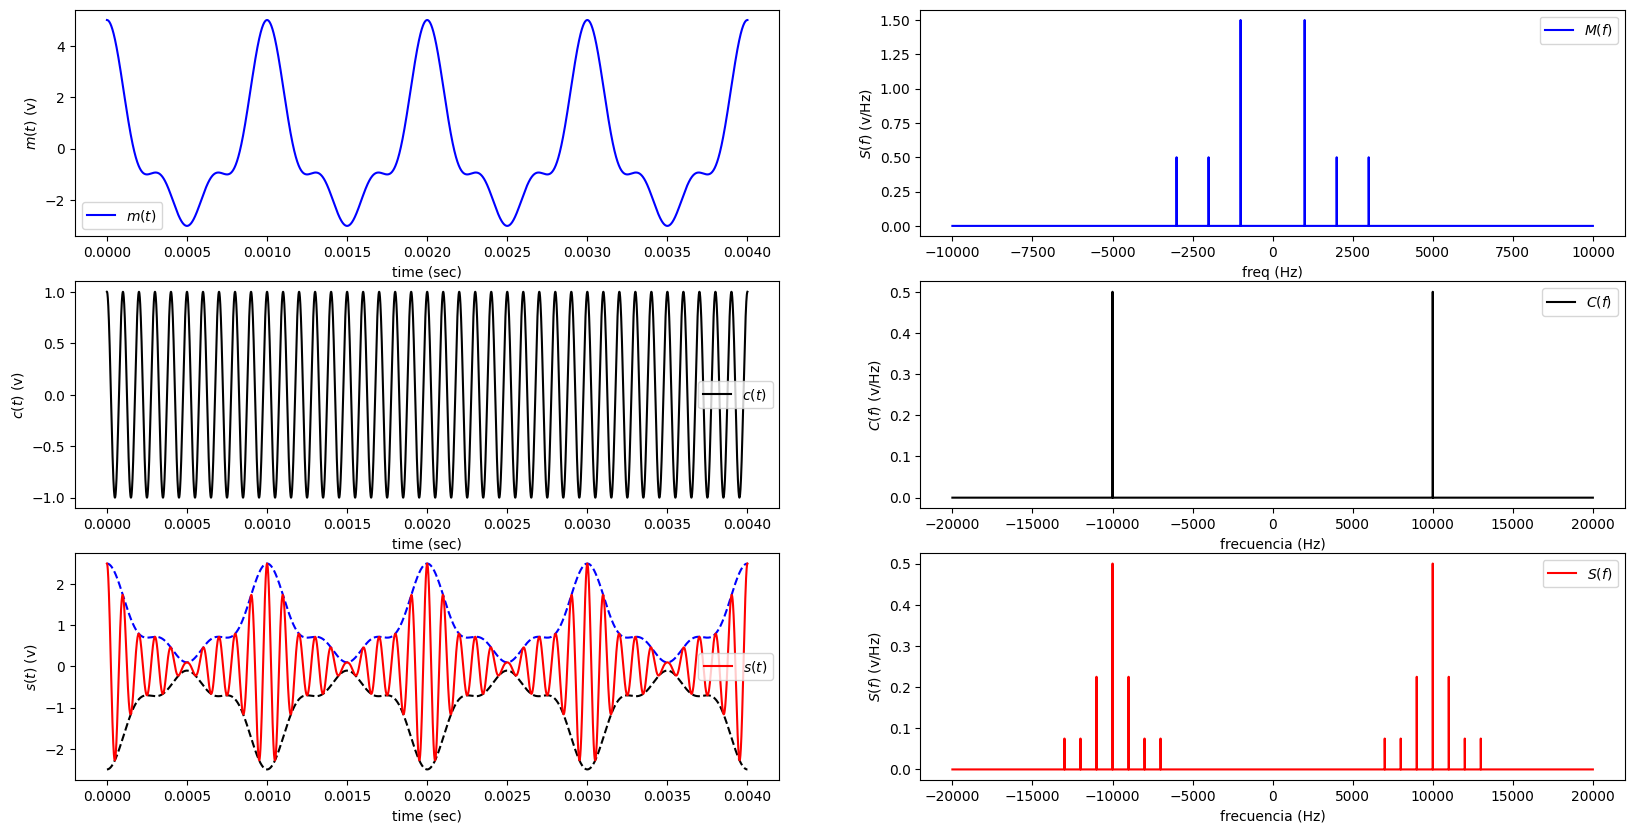 4
2
0
−2
m(t) (v)
m(t)
0.0000 0.0005 0.0010 0.0015 0.0020 0.0025 0.0030 0.0035 0.0040
time (sec)
1.50
1.25
1.00
0.75
0.50
0.25
0.00
S(f) (v/Hz)
M(f)
−10000 −7500 −5000 −2500 0 2500 5000 7500 10000
freq (Hz)
1.0
0.5
0.0
−0.5
−1.0
c(t) (v)
c(t)
0.0000 0.0005 0.0010 0.0015 0.0020 0.0025 0.0030 0.0035 0.0040
time (sec)
0.5
0.4
0.3
0.2
0.1
0.0
C(f) (v/Hz)
C(f)
−20000 −15000 −10000 −5000 0 5000 10000 15000 20000
frecuencia (Hz)
2
1
0
−1
−2
s(t) (v)
s(t)
0.0000 0.0005 0.0010 0.0015 0.0020 0.0025 0.0030 0.0035 0.0040
time (sec)
0.5
0.4
0.3
0.2
0.1
0.0
S(f) (v/Hz)
S(f)
−20000 −15000 −10000 −5000 0 5000 10000 15000 20000
frecuencia (Hz)